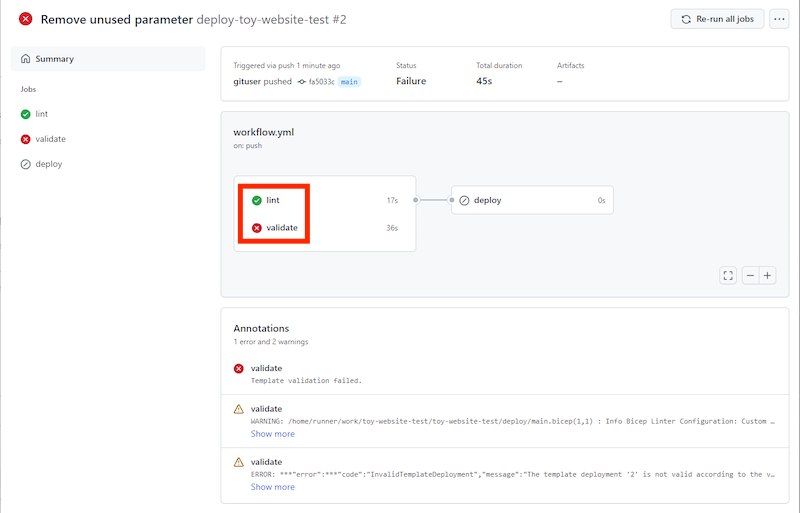 Remove unused parameter deploy-toy-website-test #2
Re-run all jobs
Summary
Jobs
lint
validate
deploy
Triggered via push 1 minute ago
Status
Total duration
Artifacts
gituser pushed fa5033c main
Failure
45s
–
workflow.yml
on: push
lint 17s
validate 36s
deploy 0s
Annotations
1 error and 2 warnings
validate
Template validation failed.
validate
WARNING: /home/runner/work/toy-website-test/toy-website-test/deploy/main.bicep(1,1) : Info Bicep Linter Configuration: Custom …
Show more
validate
ERROR: ***"error":***"code":"InvalidTemplateDeployment","message":"The template deployment '2' is not valid according to the v…
Show more